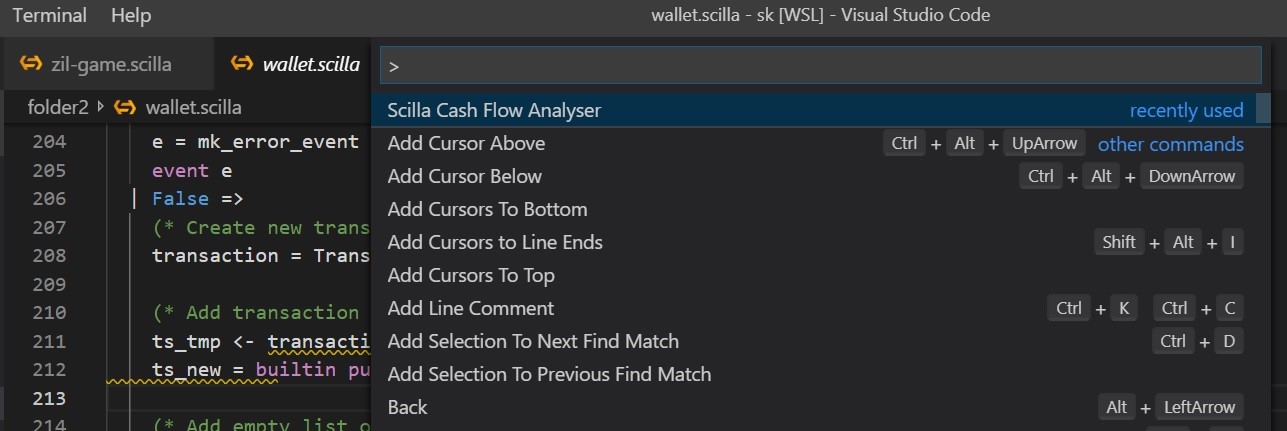 Terminal Help wallet.scilla - sk [WSL] - Visual Studio Code
zil-game.scilla wallet.scilla
folder2 wallet.scilla
204 e = mk_error_event
205 event e
206 | False =>
207 (* Create new trans
208 transaction = Trans
209
210 (* Add transaction
211 ts_tmp <- transacti
212 ts_new = builtin pu
213
214 (* Add empty list o
>
Scilla Cash Flow Analyser recently used
Add Cursor Above Ctrl + Alt + UpArrow other commands
Add Cursor Below Ctrl + Alt + DownArrow
Add Cursors To Bottom
Add Cursors to Line Ends Shift + Alt + I
Add Cursors To Top
Add Line Comment Ctrl + K Ctrl + C
Add Selection To Next Find Match Ctrl + D
Add Selection To Previous Find Match
Back Alt + LeftArrow